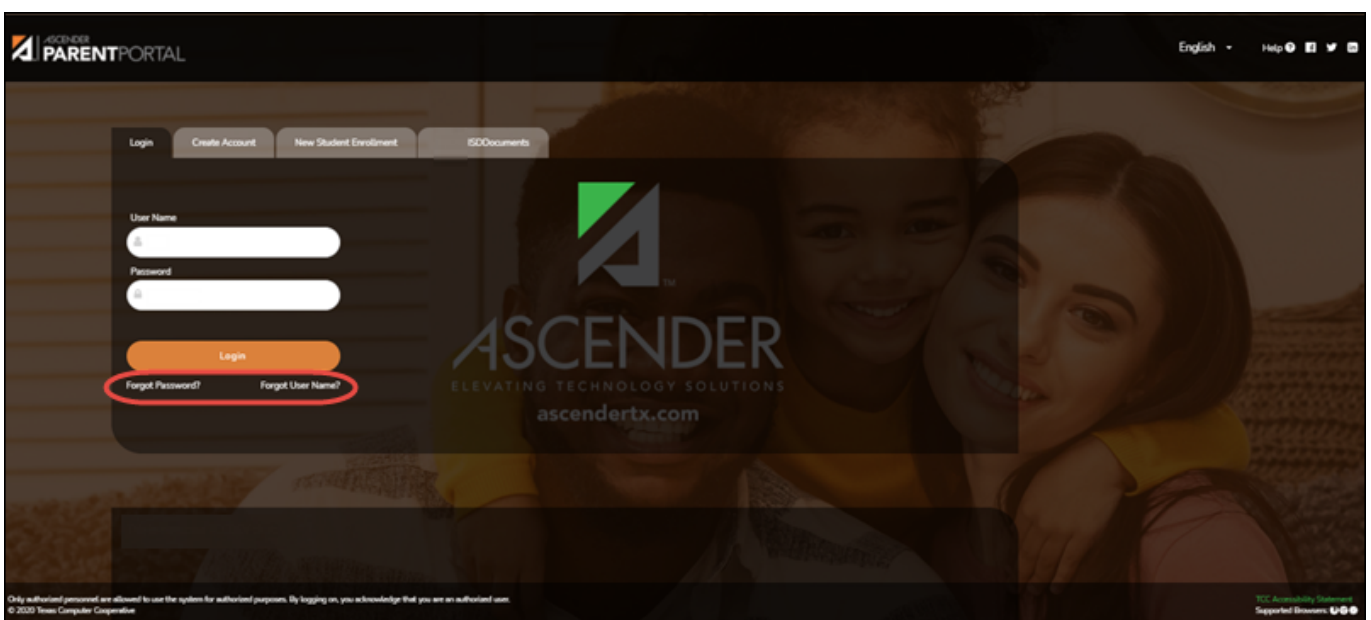 ASCENDER
PARENTPORTAL
English
Help
Login
Create Account
New Student Enrollment
ISDDocuments
User Name
Password
Login
Forgot Password?
Forgot User Name?
TM
ASCENDER
ELEVATING TECHNOLOGY SOLUTIONS
ascendertx.com
Only authorized personnel are allowed to use the system for authorized purposes. By logging on, you acknowledge that you are an authorized user.
© 2020 Texas Computer Cooperative
TCC Accessibility Statement
Supported Browsers: